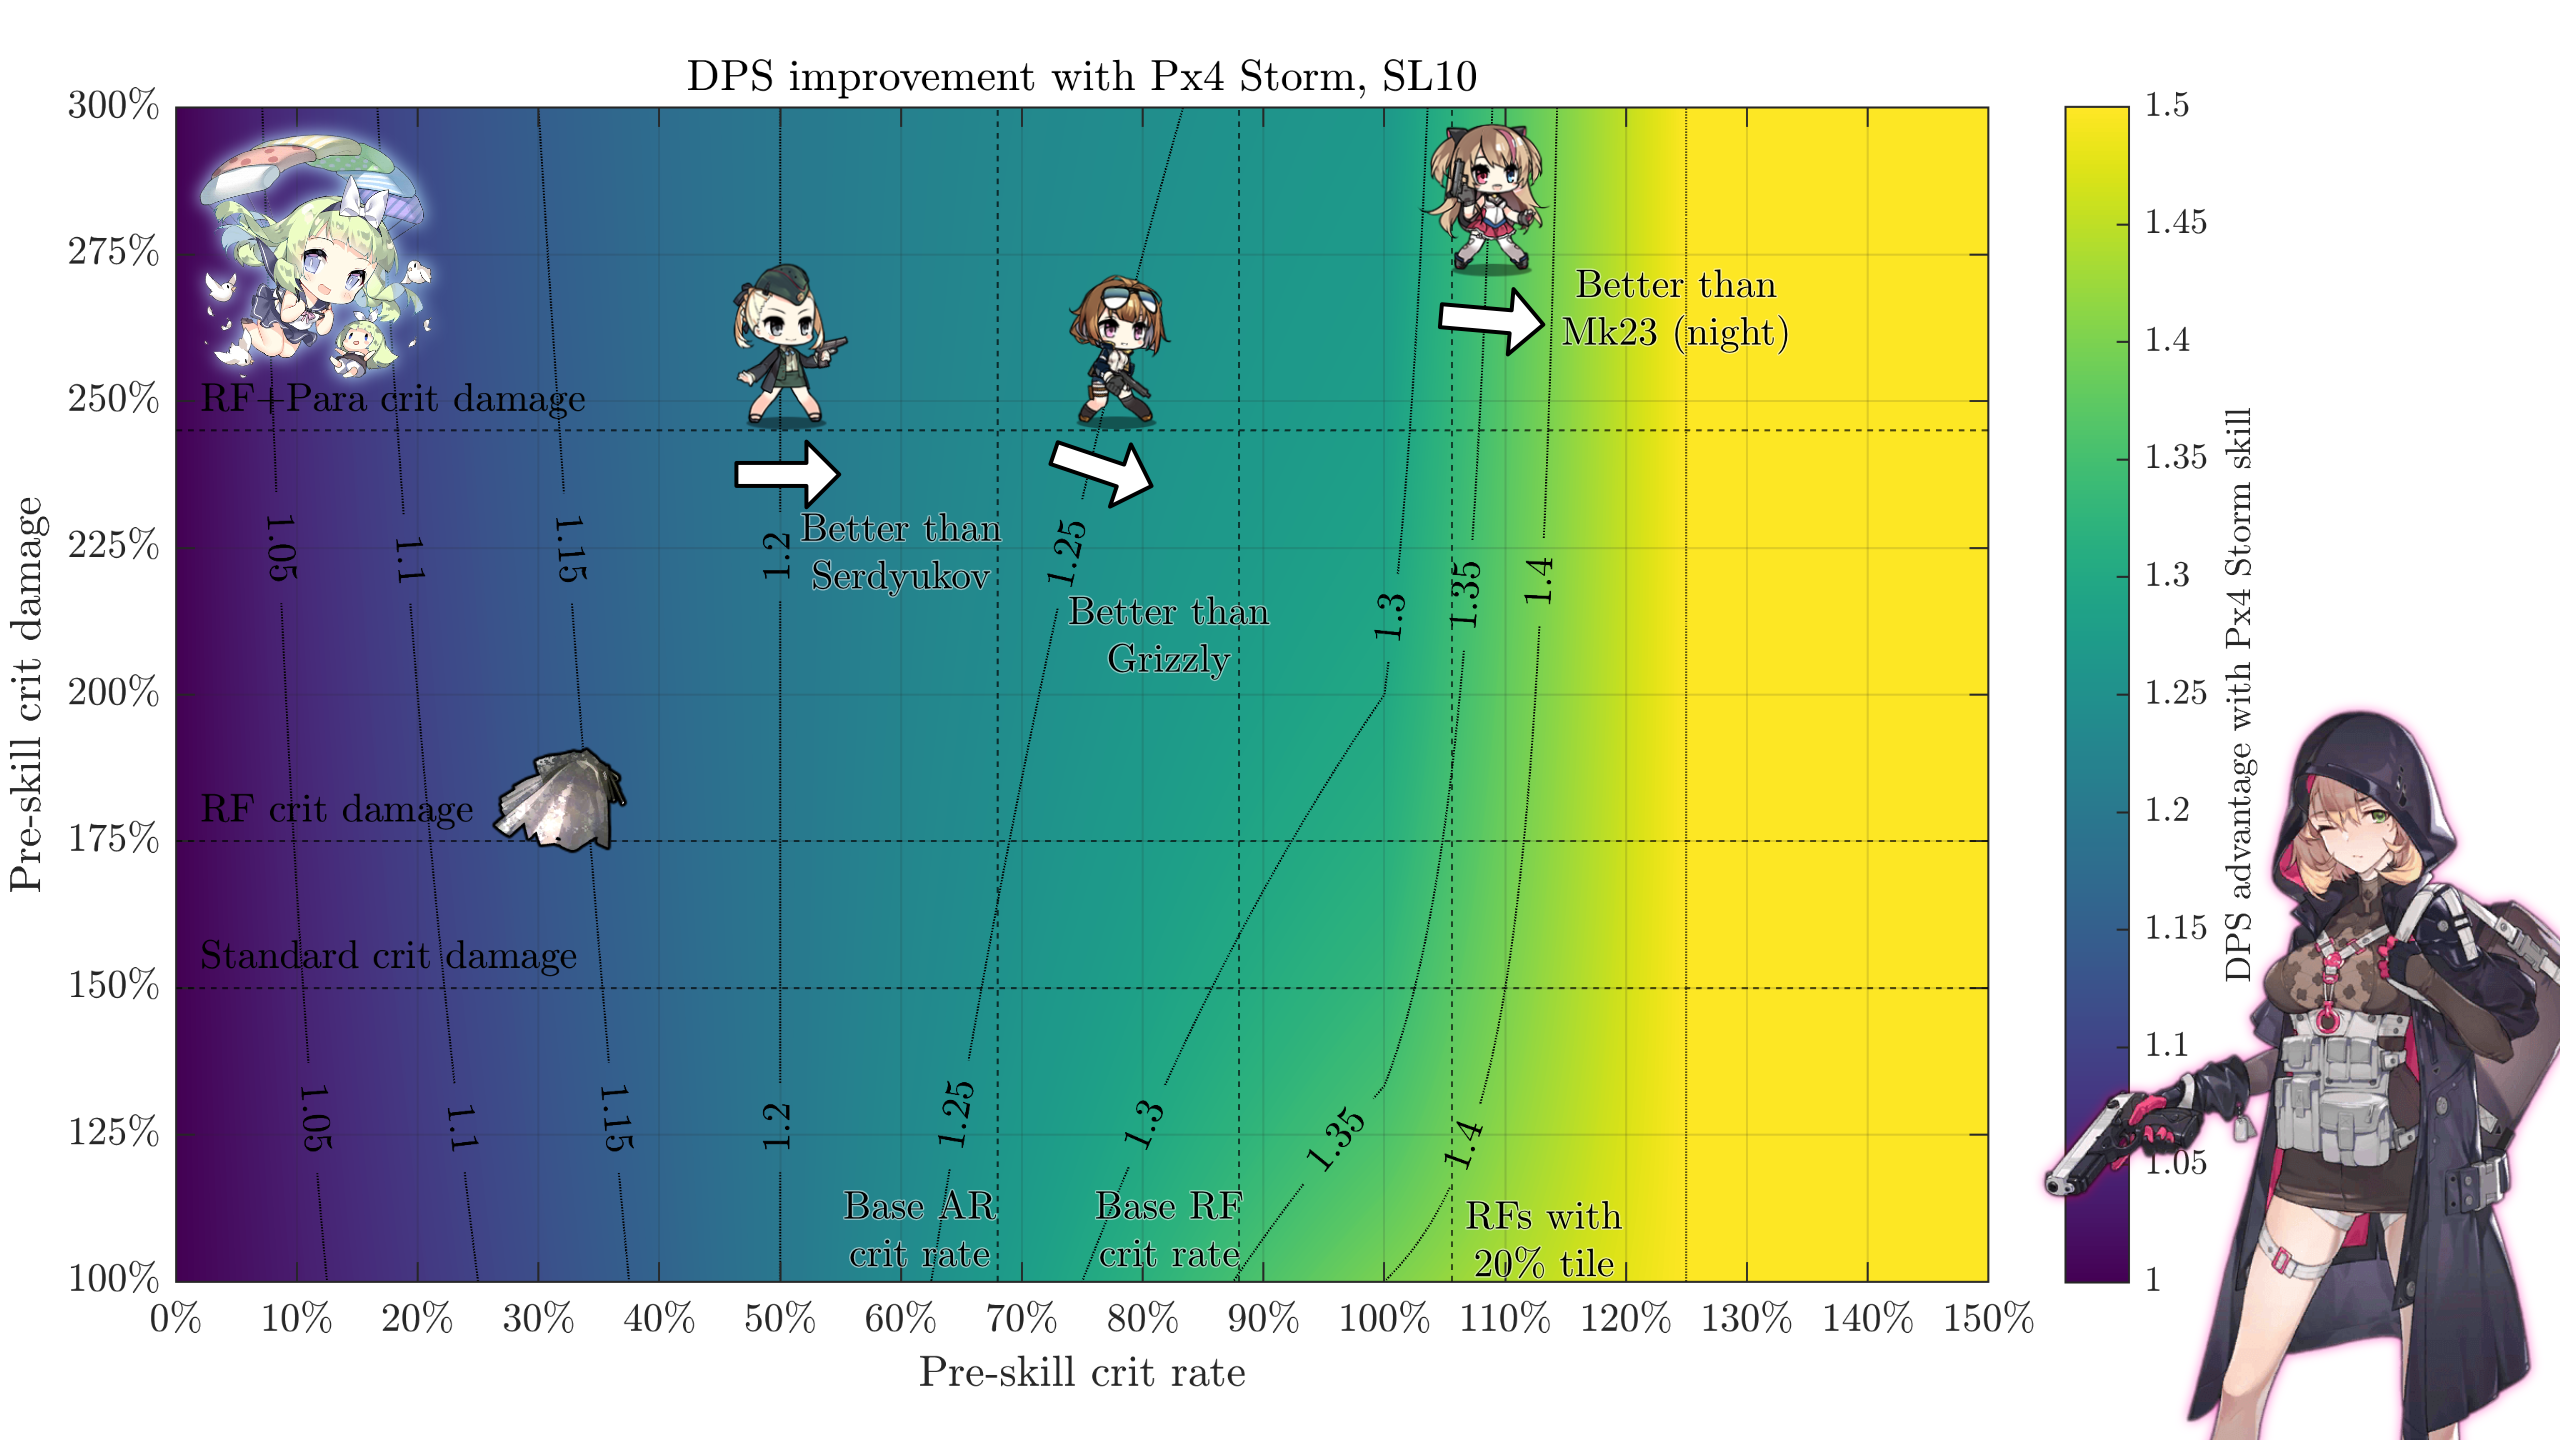 DPS improvement with Px4 Storm, SL10
300%
275%
250%
225%
200%
175%
150%
125%
100%
Pre-skill crit damage
0%
10%
20%
30%
40%
50%
60%
70%
80%
90%
100%
110%
120%
130%
140%
150%
Pre-skill crit rate
RF+Para crit damage
RF crit damage
Standard crit damage
Better than
Serdyukov
Better than
Grizzly
Better than
Mk23 (night)
1.05
1.1
1.15
1.2
1.25
1.3
1.35
1.4
1.05
1.1
1.15
1.2
1.25
1.3
1.35
1.4
Base AR
crit rate
Base RF
crit rate
RFs with
20% tile
1.5
1.45
1.4
1.35
1.3
1.25
1.2
1.15
1.1
1.05
1
DPS advantage with Px4 Storm skill